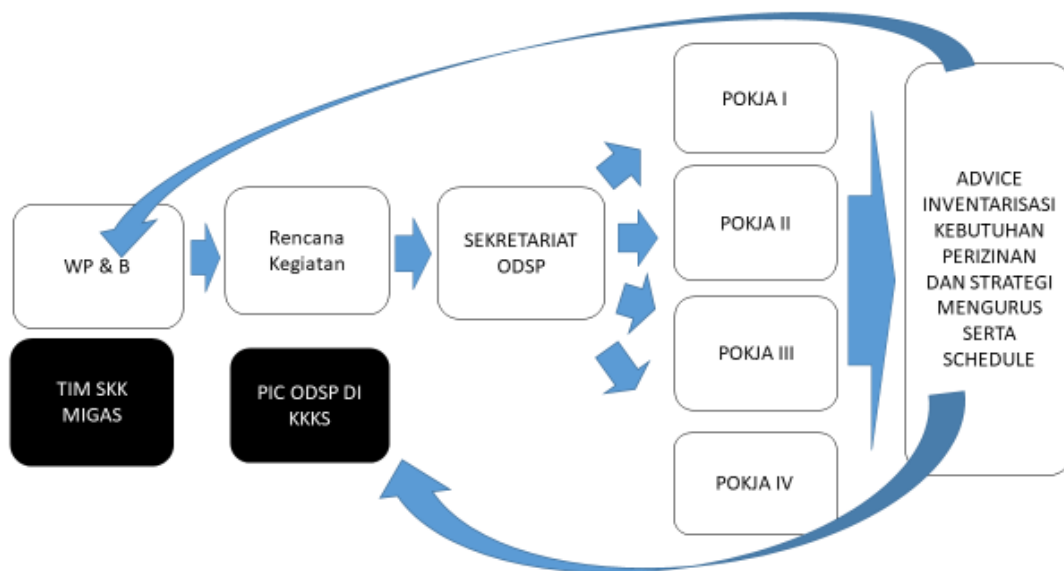 WP & B
TIM SKK
MIGAS
Rencana
Kegiatan
PIC ODSP DI
KKKS
SEKRETARIAT
ODSP
POKJA I
POKJA II
POKJA III
POKJA IV
ADVICE
INVENTARISASI
KEBUTUHAN
PERIZINAN
DAN STRATEGI
MENGURUS
SERTA
SCHEDULE